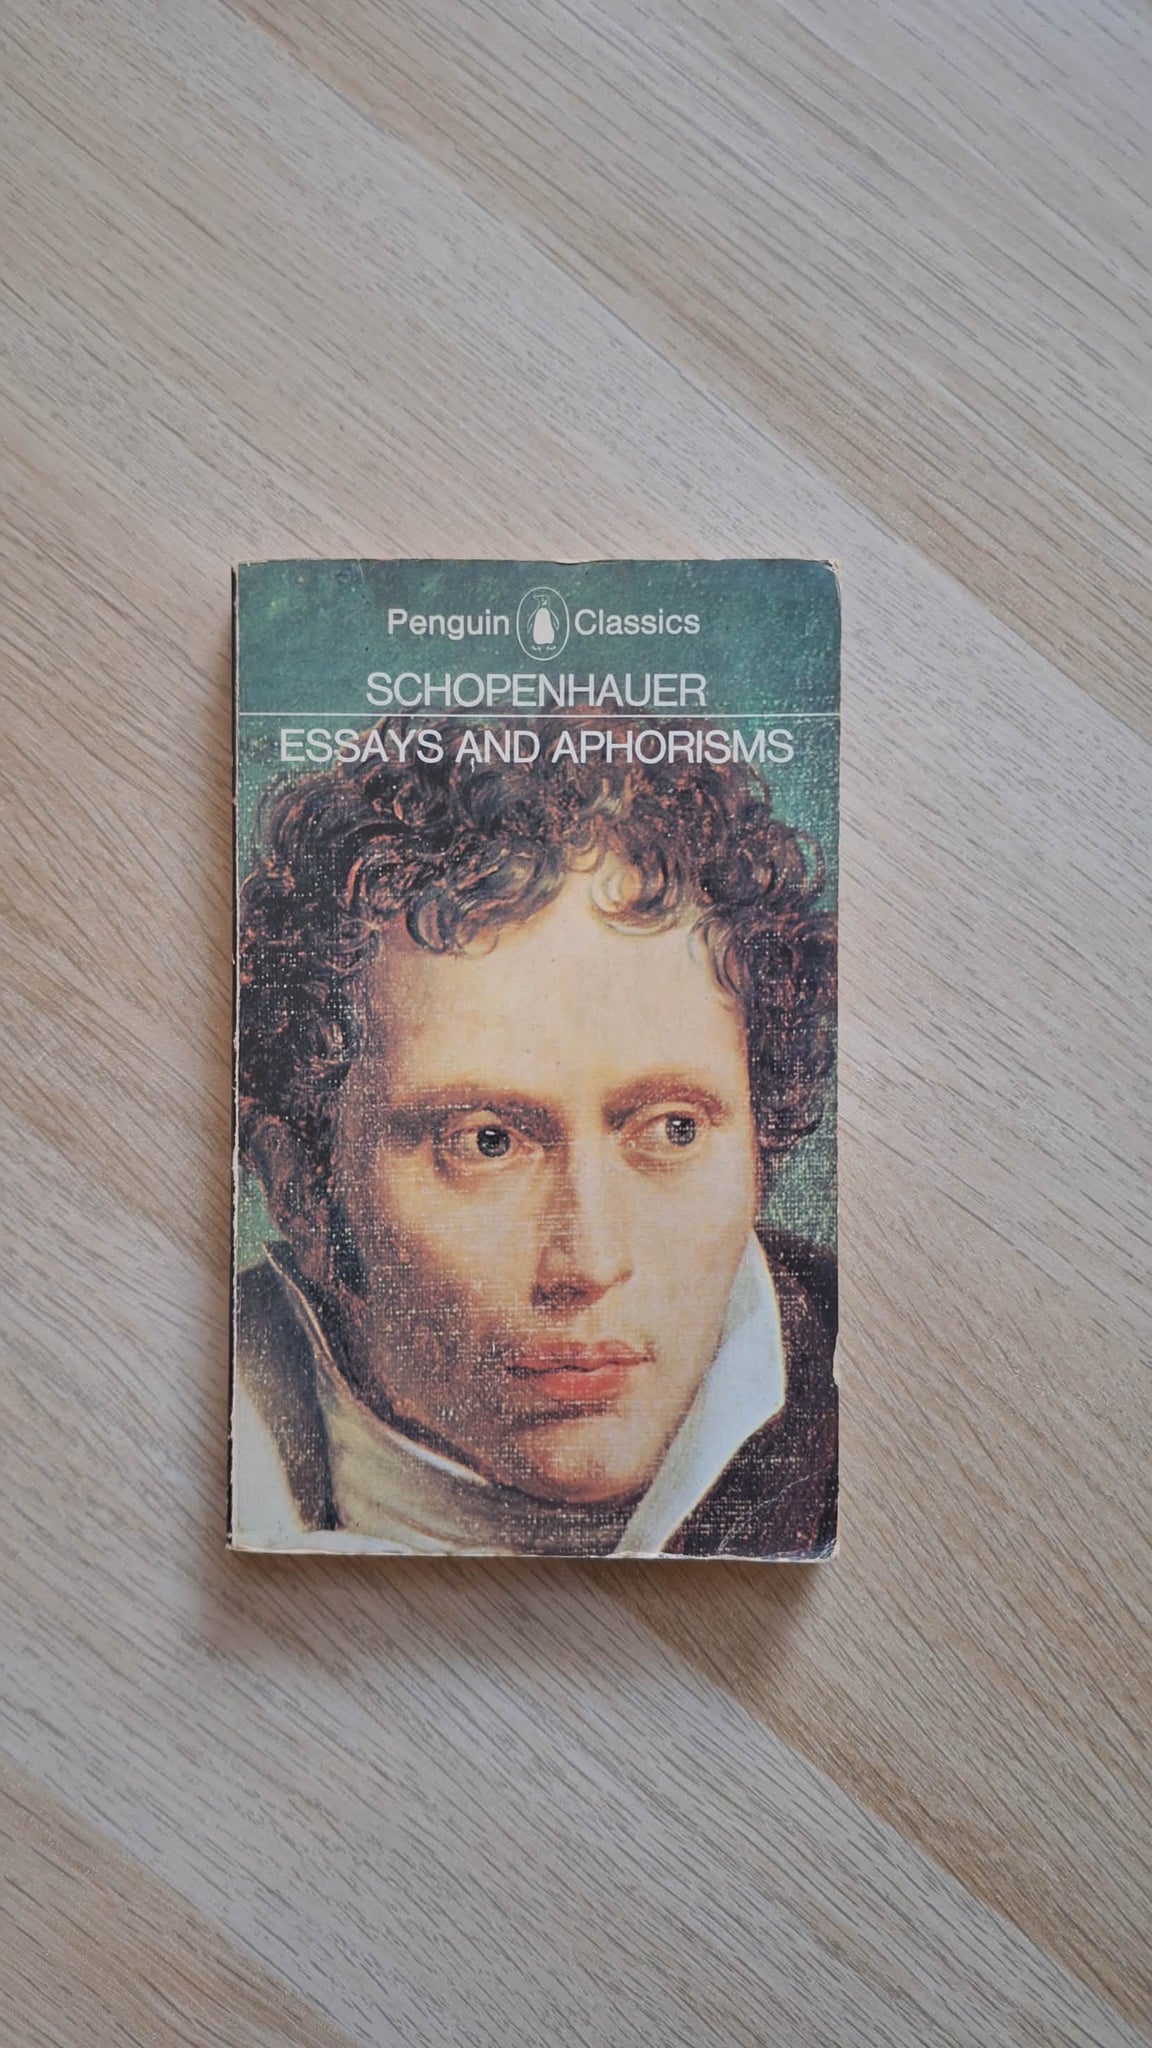 Penguin Classics
SCHOPENHAUER
ESSAYS AND APHORISMS